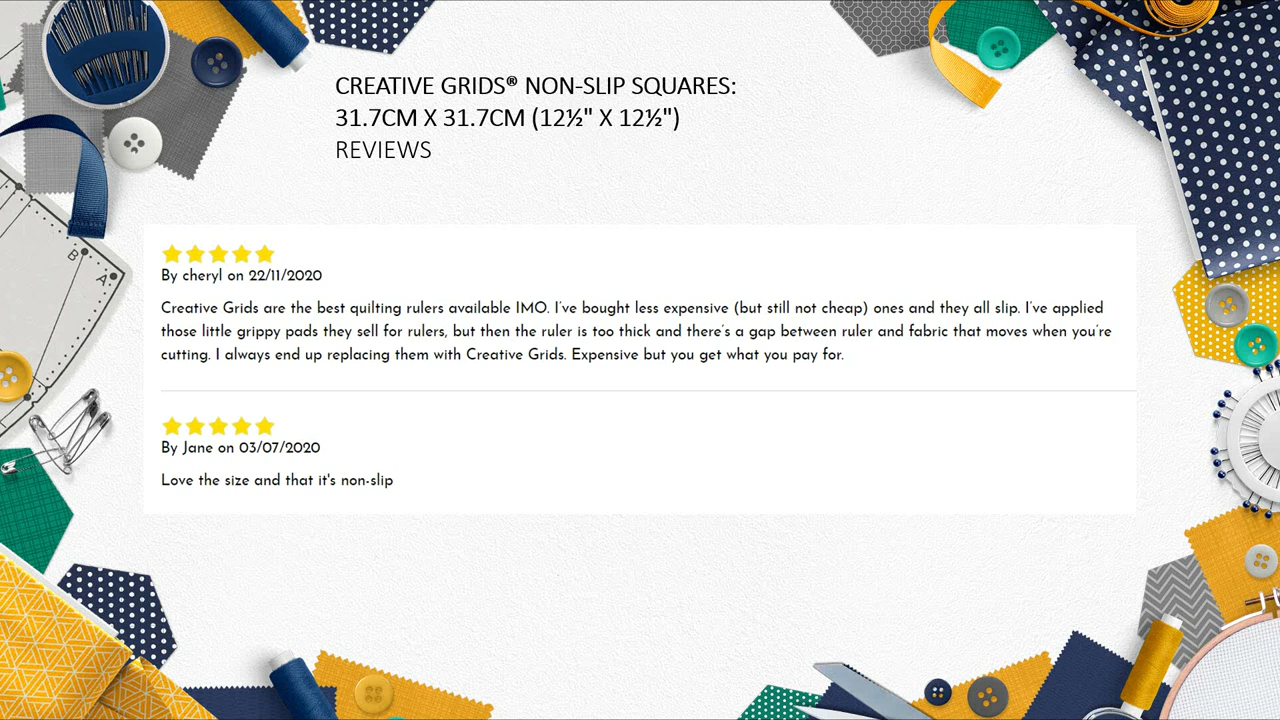 CREATIVE GRIDS® NON-SLIP SQUARES:
31.7CM X 31.7CM (12½" X 12½")
REVIEWS
By cheryl on 22/11/2020
Creative Grids are the best quilting rulers available IMO. I've bought less expensive (but still not cheap) ones and they all slip. I've applied
those little grippy pads they sell for rulers, but then the ruler is too thick and there's a gap between ruler and fabric that moves when you're
cutting. I always end up replacing them with Creative Grids. Expensive but you get what you pay for.
By Jane on 03/07/2020
Love the size and that it's non-slip
B
A